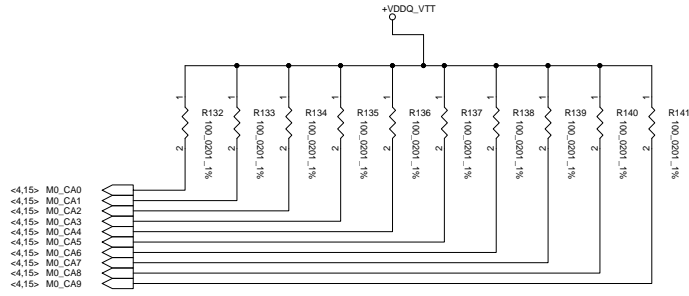 +VDDQ_VTT
1 1 1 1 1 1 1 1 1 1
R132 R133 R134 R135 R136 R137 R138 R139 R140 R141
100_0201_1% 100_0201_1% 100_0201_1% 100_0201_1% 100_0201_1% 100_0201_1% 100_0201_1% 100_0201_1% 100_0201_1% 100_0201_1%
2 2 2 2 2 2 2 2 2 2
<4,15> M0_CA0
<4,15> M0_CA1
<4,15> M0_CA2
<4,15> M0_CA3
<4,15> M0_CA4
<4,15> M0_CA5
<4,15> M0_CA6
<4,15> M0_CA7
<4,15> M0_CA8
<4,15> M0_CA9